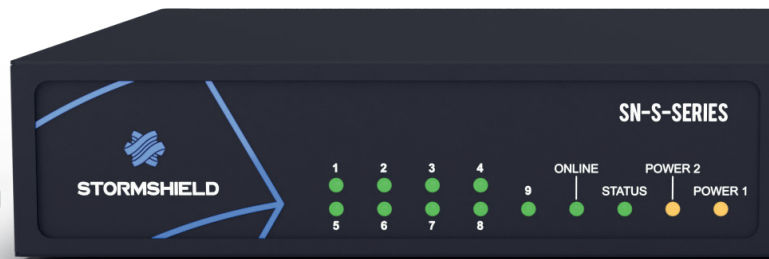 SN-S-SERIES
STORMSHIELD
1 2 3 4
5 6 7 8
9
ONLINE
STATUS
POWER 2
POWER 1